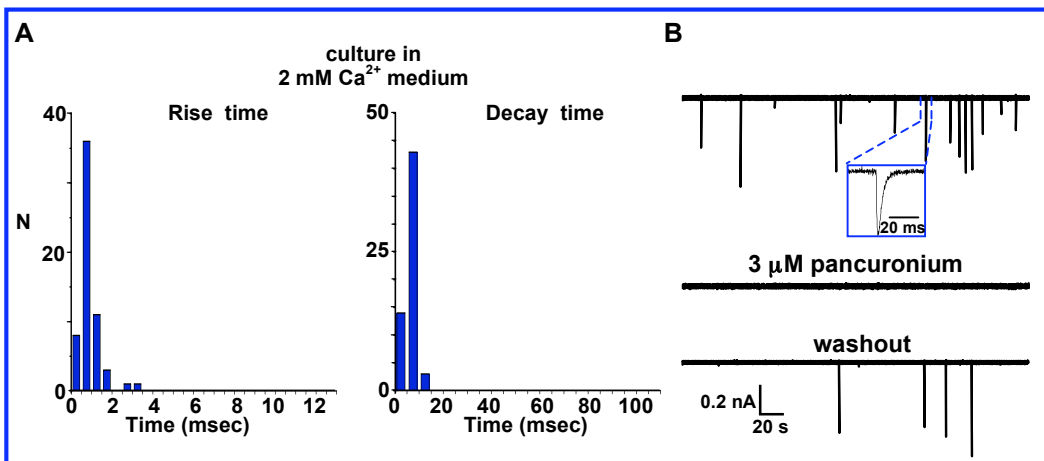 A
culture in
2 mM Ca²⁺ medium
Rise time
Decay time
N
40
20
10
0
0 2 4 6 8 12
Time (msec)
50
25
0
0 20 40 60 80 100
Time (msec)
B
20 ms
3 μM pancuronium
washout
0.2 nA
20 s